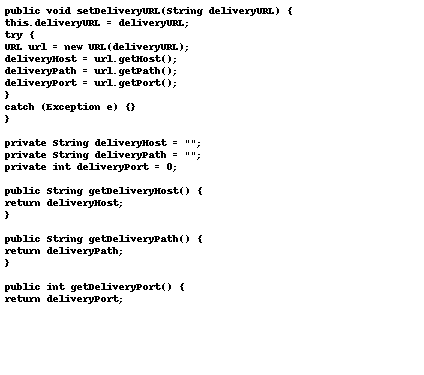 public void setDeliveryURL(String deliveryURL) {
this.deliveryURL = deliveryURL;
try {
URL url = new URL(deliveryURL);
deliveryHost = url.getHost();
deliveryPath = url.getPath();
deliveryPort = url.getPort();
}
catch (Exception e) {}
}

private String deliveryHost = "";
private String deliveryPath = "";
private int deliveryPort = 0;

public String getDeliveryHost() {
return deliveryHost;
}

public String getDeliveryPath() {
return deliveryPath;
}

public int getDeliveryPort() {
return deliveryPort;